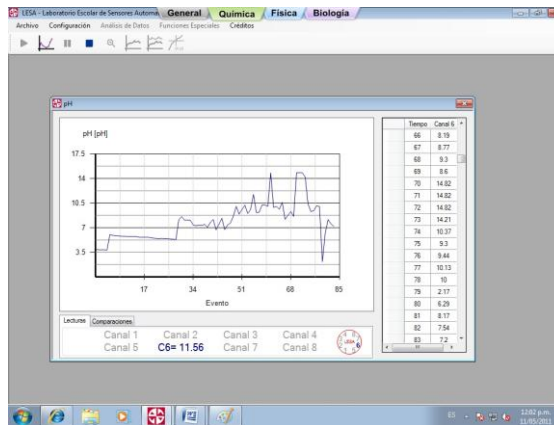 LESA - Laboratorio Escolar de Sensores Automa
General Química Física Biología
Archivo Configuración Análisis de Datos Funciones Especiales Créditos
pH
pH [pH]
17.5
14
10.5
7
3.5
17 34 51 68 85
Evento
Tiempo Canal 6
66 8.19
67 8.77
68 9.3
69 8.6
70 14.82
71 14.82
72 14.82
73 14.21
74 10.37
75 9.3
76 9.44
77 10.13
78 10
79 2.17
80 6.29
81 8.17
82 7.54
83 7.2
Lecturas Comparaciones
Canal 1 Canal 2 Canal 3 Canal 4
Canal 5 C6= 11.56 Canal 7 Canal 8
LESA
ES
12:02 p.m.
11/05/2011